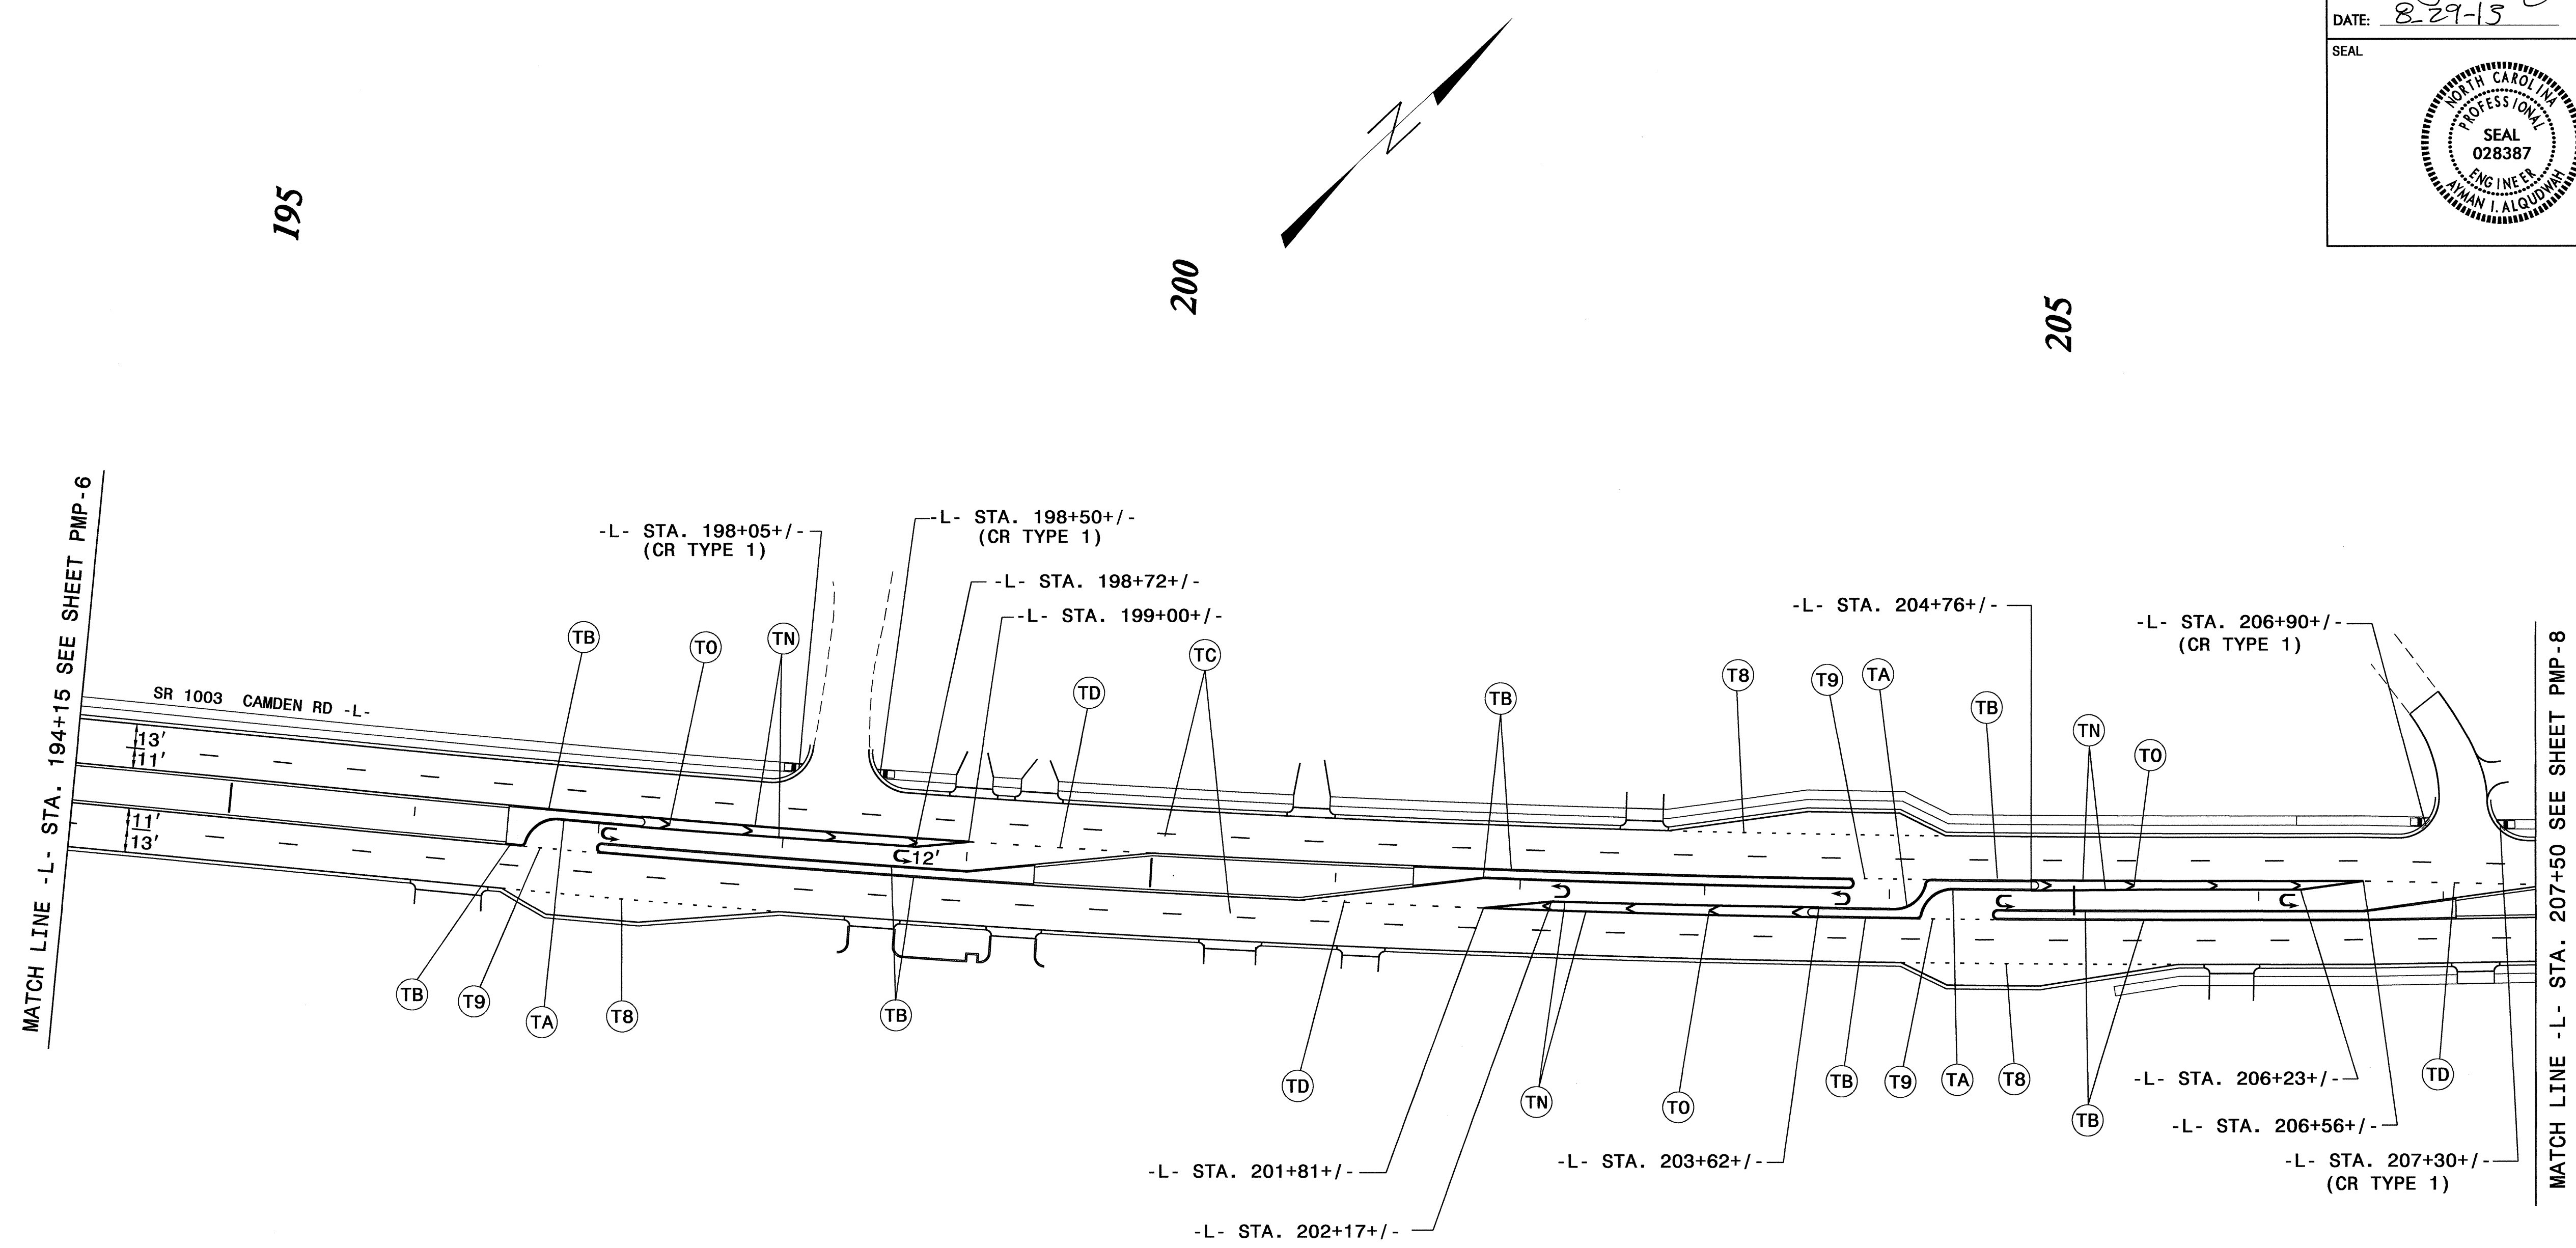 DATE: 8-29-13
SEAL
NORTH CAROLINA
PROFESSIONAL
SEAL
028387
ENGINEER
AYMAN I. ALQUDWAH
N
195
200
205
MATCH LINE -L- STA. 194+15 SEE SHEET PMP-6
-L- STA. 198+05+/-
(CR TYPE 1)
-L- STA. 198+50+/-
(CR TYPE 1)
-L- STA. 198+72+/-
-L- STA. 199+00+/-
-L- STA. 204+76+/-
-L- STA. 206+90+/-
(CR TYPE 1)
TB
TO
TN
TD
TC
TB
T8
T9
TA
TB
TN
TO
SR 1003 CAMDEN RD -L-
13'
11'
11'
13'
12'
TB
T9
TA
T8
TB
TD
TN
TO
TB
T9
TA
T8
TB
TD
-L- STA. 206+23+/-
-L- STA. 206+56+/-
-L- STA. 207+30+/-
(CR TYPE 1)
-L- STA. 201+81+/-
-L- STA. 203+62+/-
-L- STA. 202+17+/-
MATCH LINE -L- STA. 207+50 SEE SHEET PMP-8